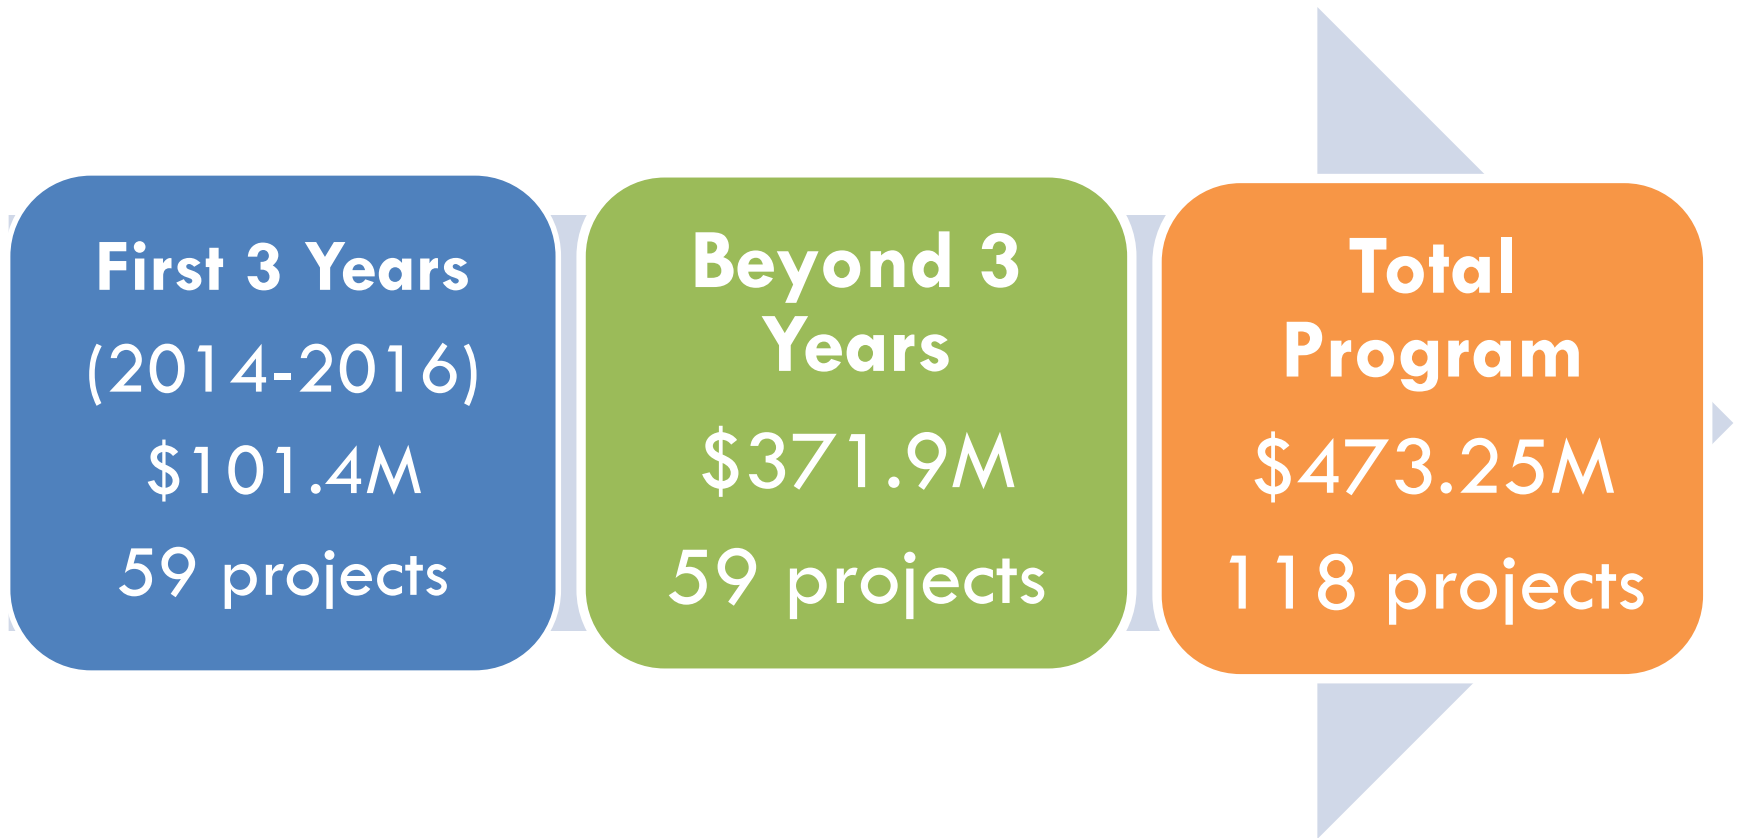 First 3 Years
(2014-2016)
$101.4M
59 projects
Beyond 3
Years
$371.9M
59 projects
Total
Program
$473.25M
118 projects